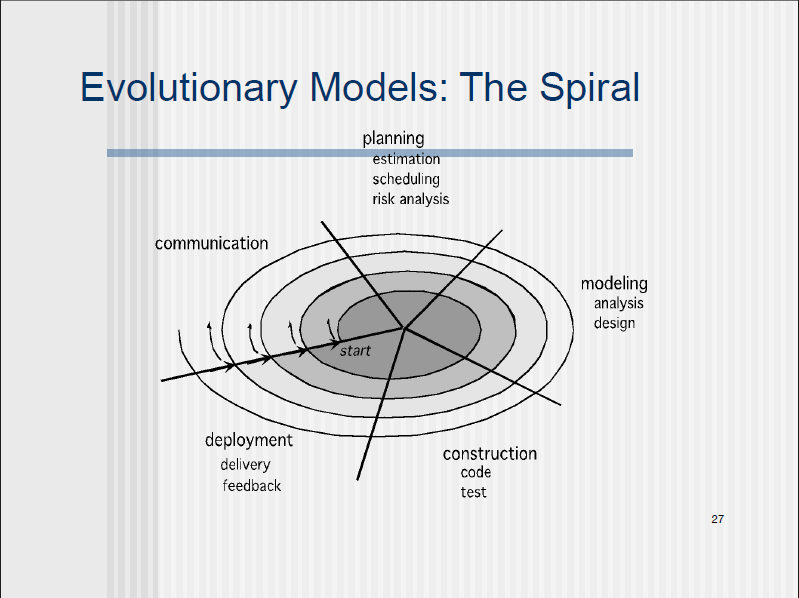 Evolutionary Models: The Spiral
planning
estimation
scheduling
risk analysis
communication
modeling
analysis
design
start
deployment
delivery
feedback
construction
code
test
27